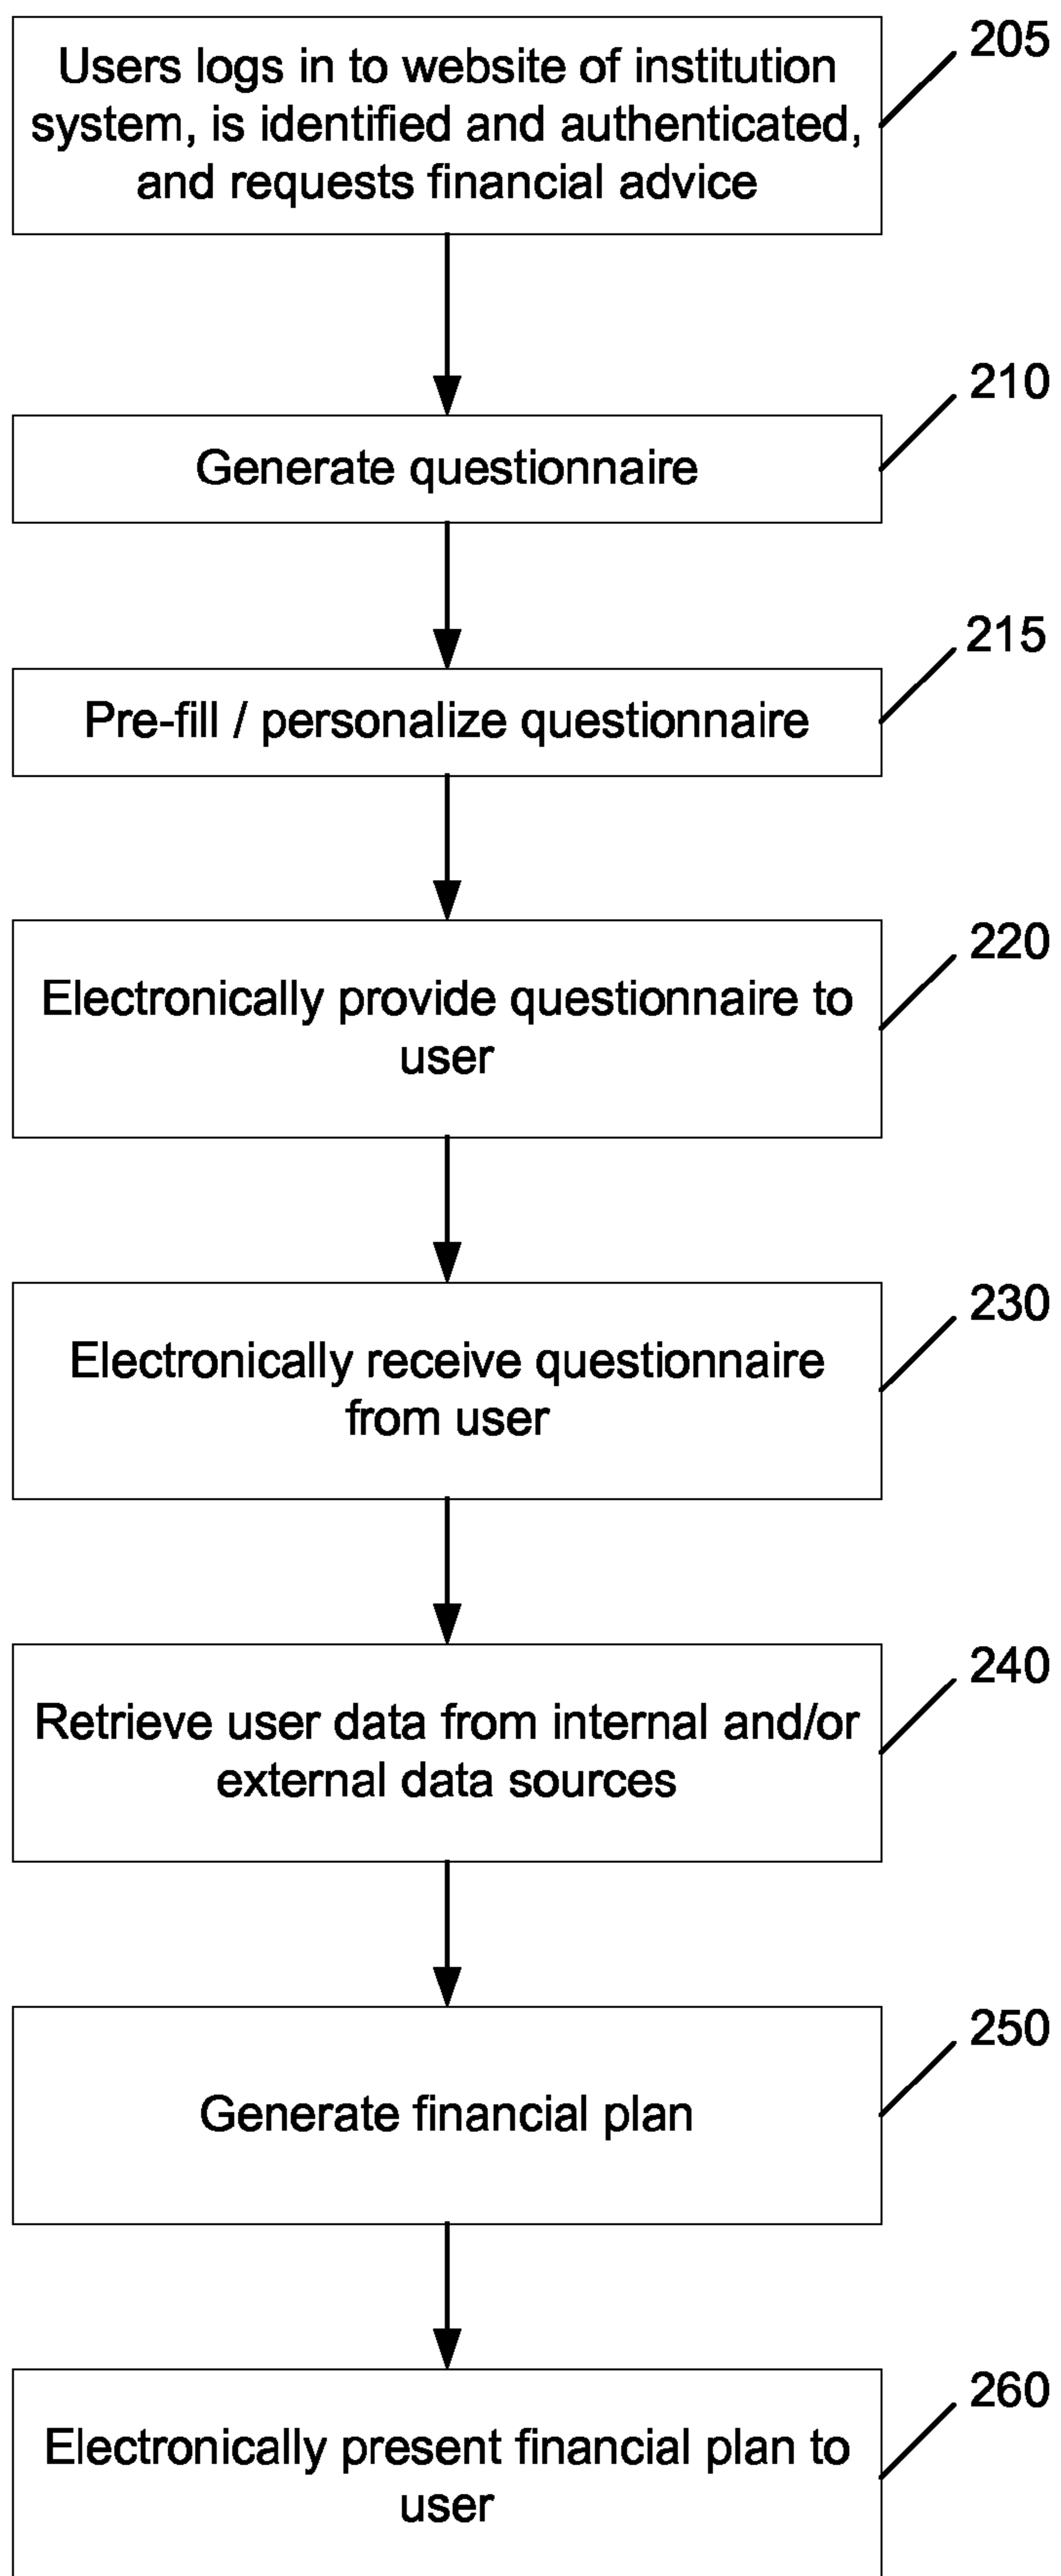 Users logs in to website of institution
system, is identified and authenticated,
and requests financial advice
205
Generate questionnaire
210
Pre-fill / personalize questionnaire
215
Electronically provide questionnaire to
user
220
Electronically receive questionnaire
from user
230
Retrieve user data from internal and/or
external data sources
240
Generate financial plan
250
Electronically present financial plan to
user
260